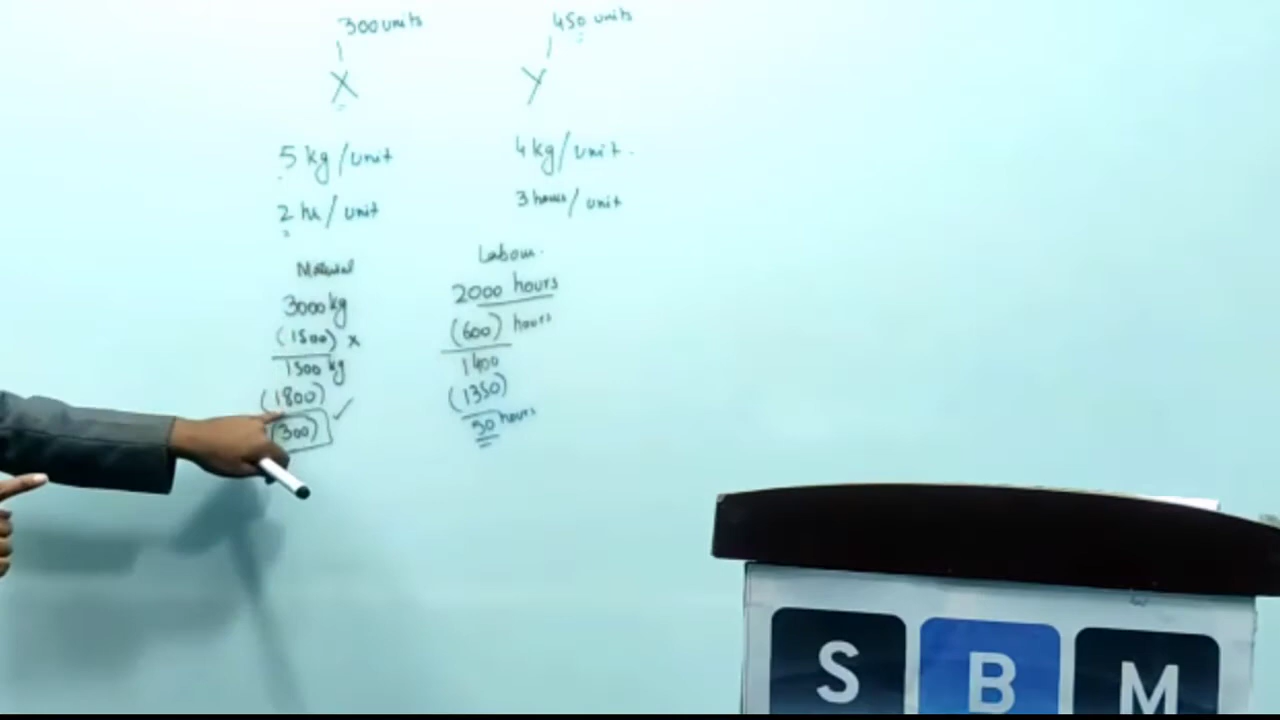 300 units 450 units
X Y
5 kg/unit 4 kg/unit.
2 hr/unit 3 hours/unit
Material Labour.
3000 kg 2000 hours
(1500) x (600) hours
1500 kg 1400
(1800) (1350)
(300) ✓ 50 hours
S B M